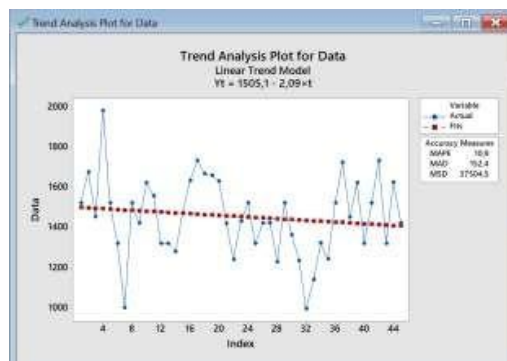 Trend Analysis Plot for Data
Trend Analysis Plot for Data
Linear Trend Model
Yt = 1505,1 - 2,09×t
2000
1800
1600
1400
1200
1000
Data
4 8 12 16 20 24 28 32 36 40 44
Index
Variable
Actual
Fits
Accuracy Measures
MAPE 10,8
MAD 152,4
MSD 37504,5